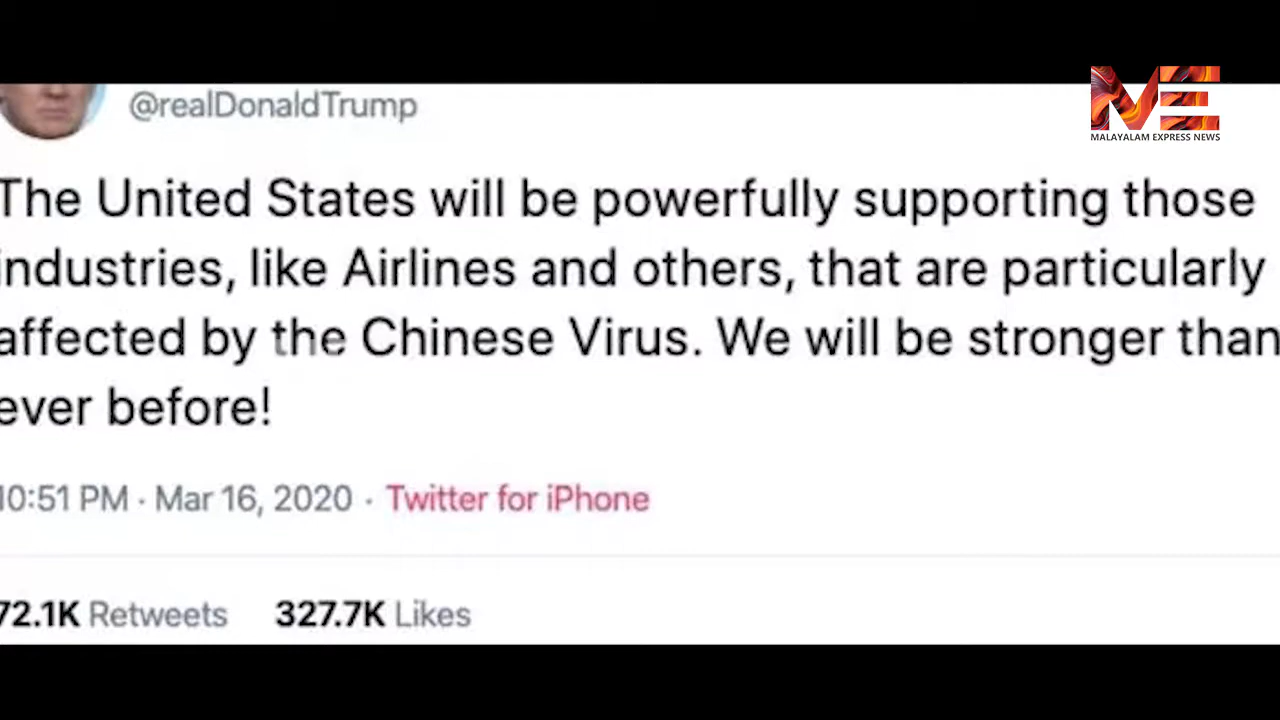 @realDonaldTrump
ME
MALAYALAM EXPRESS NEWS
The United States will be powerfully supporting those
industries, like Airlines and others, that are particularly
affected by the Chinese Virus. We will be stronger than
ever before!
10:51 PM · Mar 16, 2020 · Twitter for iPhone
72.1K Retweets 327.7K Likes